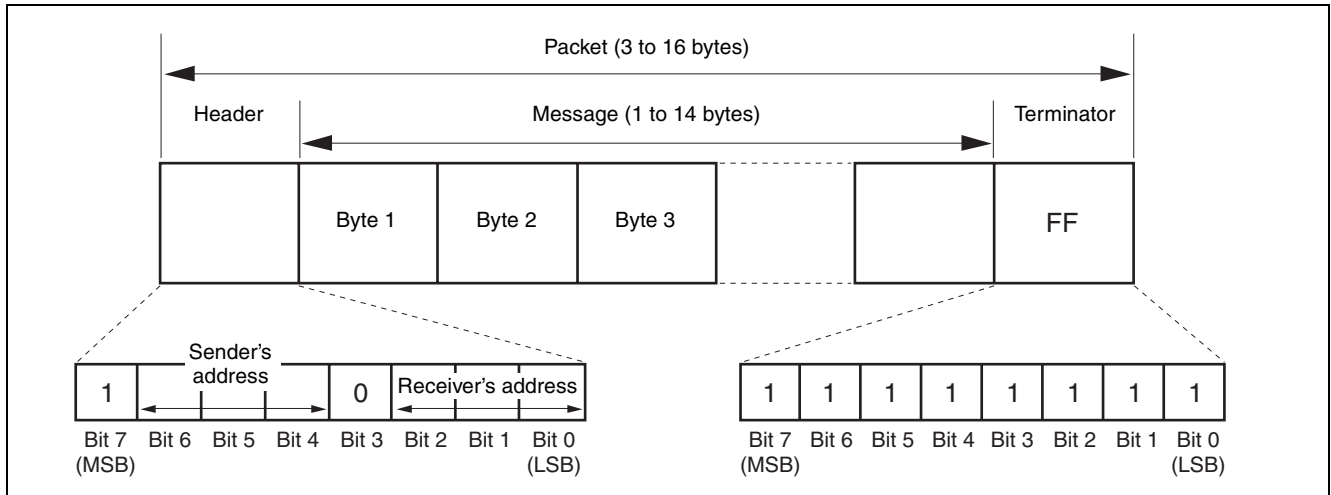 Packet (3 to 16 bytes)
Header Message (1 to 14 bytes) Terminator
Byte 1 Byte 2 Byte 3 FF
Sender's
address
1 0 Receiver's address 1 1 1 1 1 1 1 1
Bit 7 Bit 6 Bit 5 Bit 4 Bit 3 Bit 2 Bit 1 Bit 0 Bit 7 Bit 6 Bit 5 Bit 4 Bit 3 Bit 2 Bit 1 Bit 0
(MSB) (LSB) (MSB) (LSB)